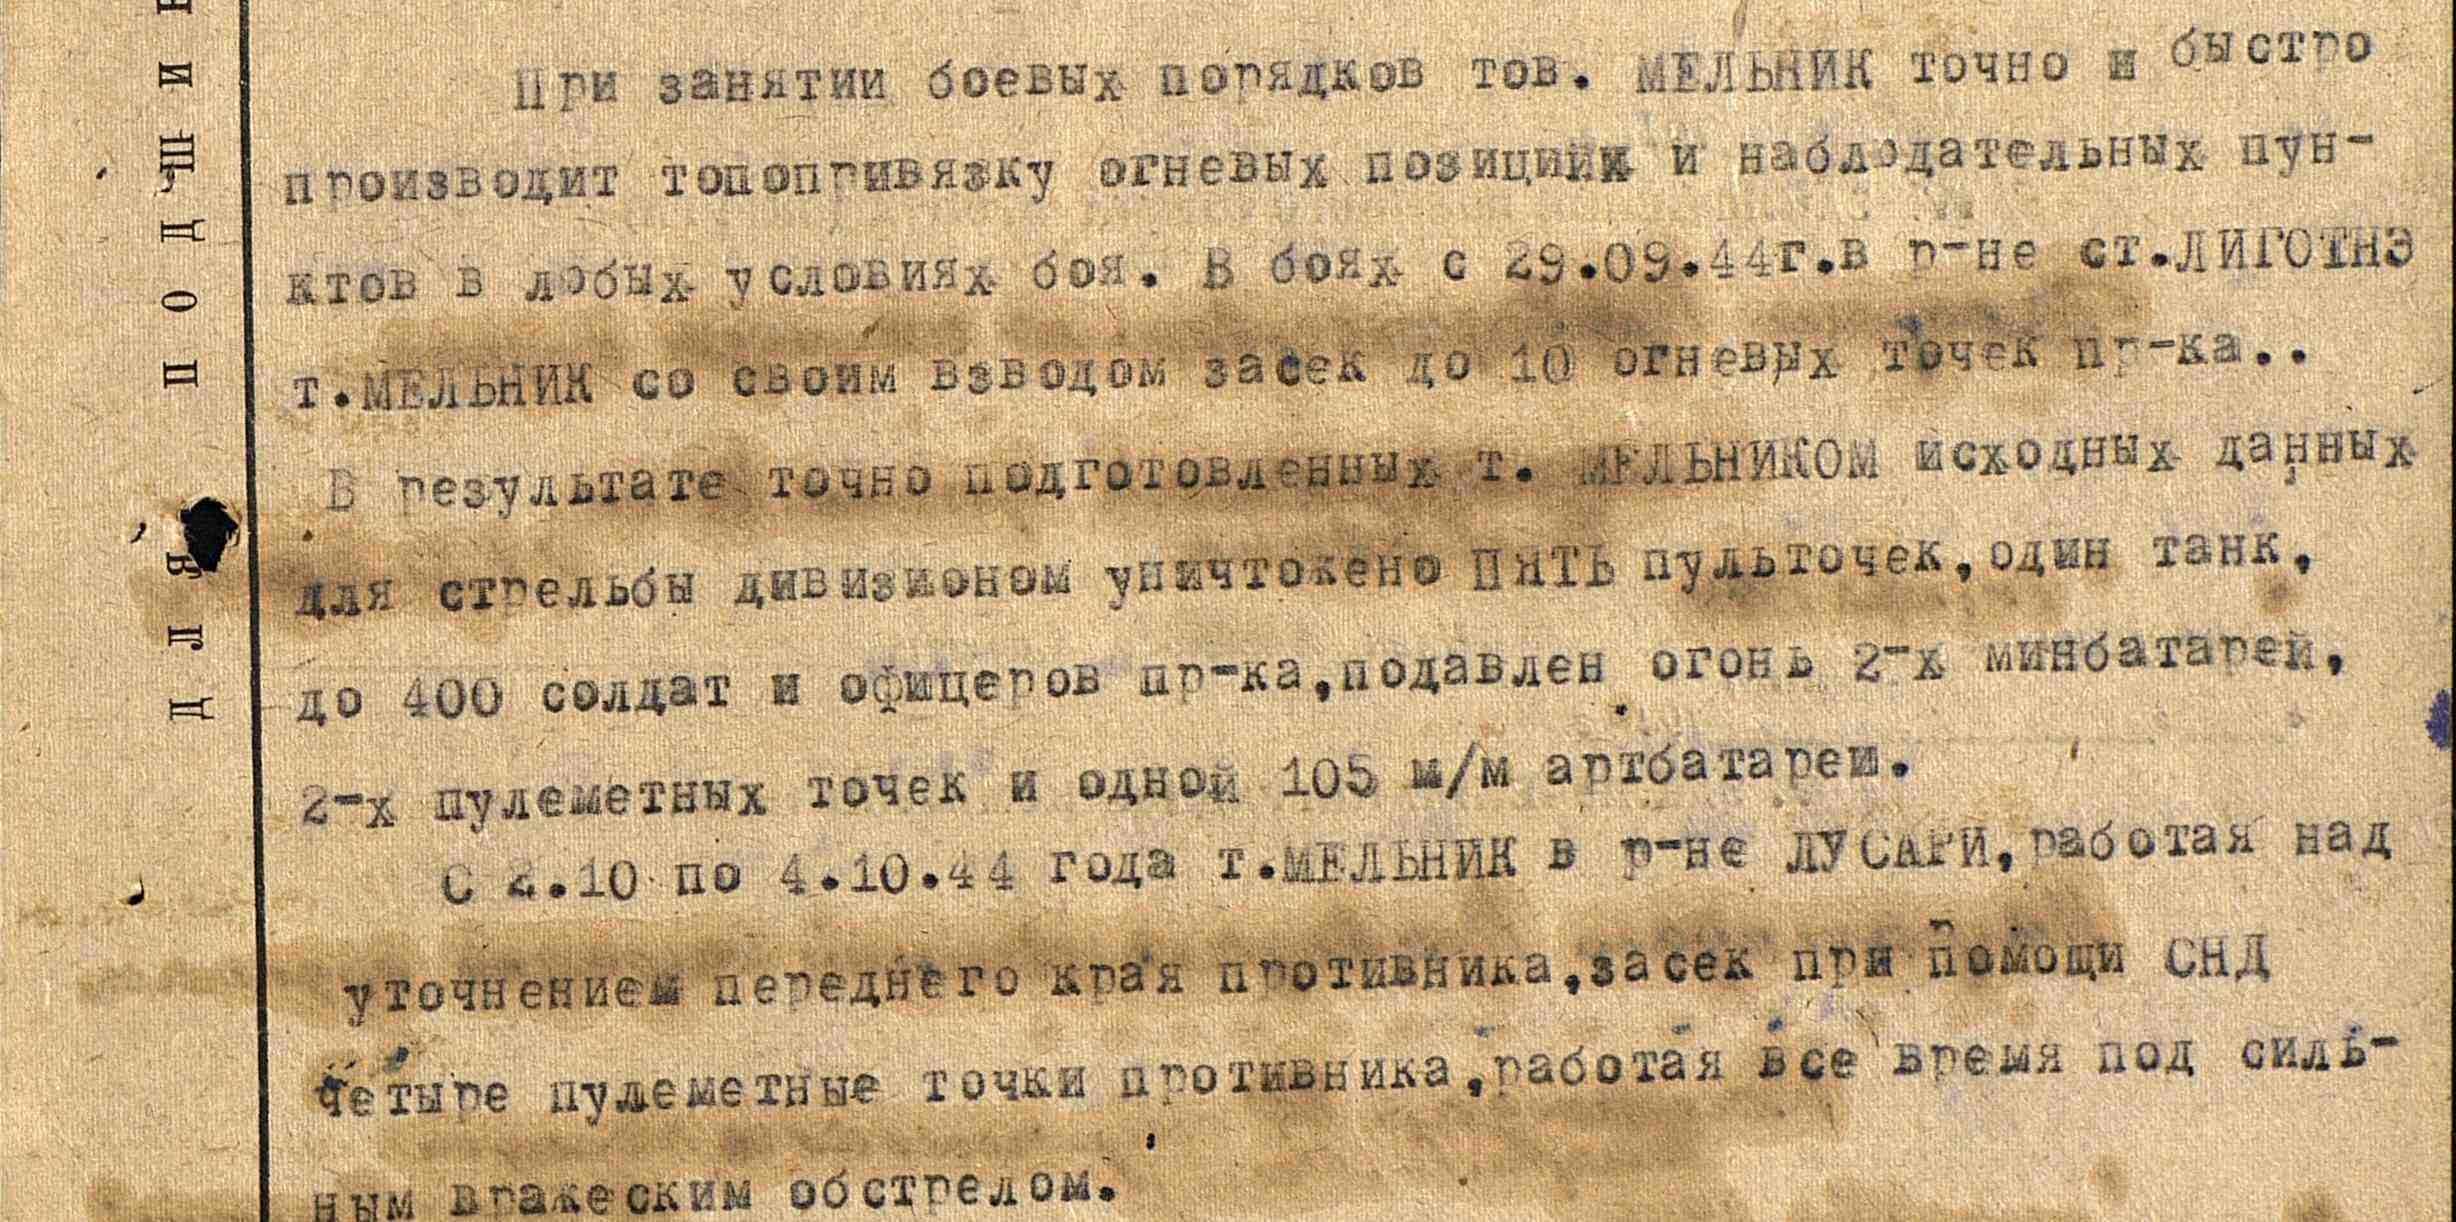 При занятии боевых порядков тов. МЕЛЬНИК точно и быстро
производит топопривязку огневых позиций и наблюдательных пун-
ктов в любых условиях боя. В боях с 29.09.44г.в р-не ст.ЛИГОТНЭ
т.МЕЛЬНИК со своим взводом засек до 10 огневых точек пр-ка..
В результате точно подготовленных т. МЕЛЬНИКОМ исходных данных
для стрельбы дивизионом уничтожено ПЯТЬ пульточек,один танк,
до 400 солдат и офицеров пр-ка,подавлен огонь 2-х минбатарей,
2-х пулеметных точек и одной 105 м/м артбатареи.
С 2.10 по 4.10.44 года т.МЕЛЬНИК в р-не ЛУСАРИ,работая над
уточнением переднего края противника,засек при помощи СНД
четыре пулеметные точки противника,работая все время под силь-
ным вражеским обстрелом.
ДЛЯ ПОДШИВ